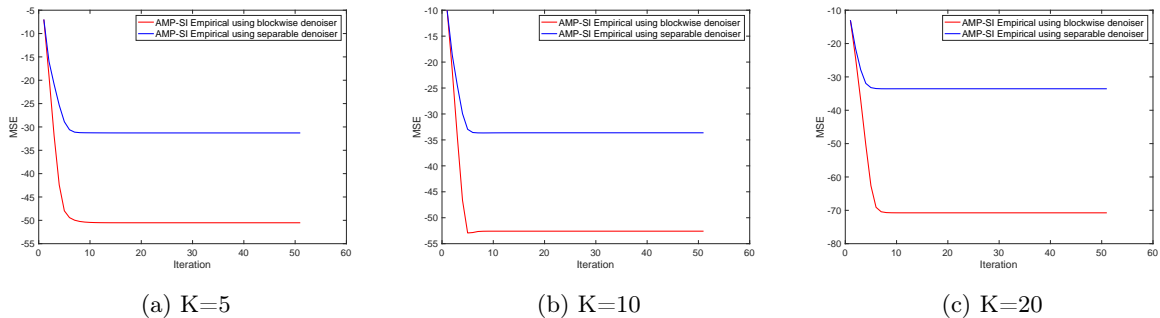 -5
-10
-15
-20
-25
-30
-35
-40
-45
-50
-55
MSE
0 10 20 30 40 50 60
Iteration
AMP-SI Empirical using blockwise denoiser
AMP-SI Empirical using separable denoiser
(a) K=5
-10
-15
-20
-25
-30
-35
-40
-45
-50
-55
MSE
0 10 20 30 40 50 60
Iteration
AMP-SI Empirical using blockwise denoiser
AMP-SI Empirical using separable denoiser
(b) K=10
-10
-20
-30
-40
-50
-60
-70
-80
MSE
0 10 20 30 40 50 60
Iteration
AMP-SI Empirical using blockwise denoiser
AMP-SI Empirical using separable denoiser
(c) K=20